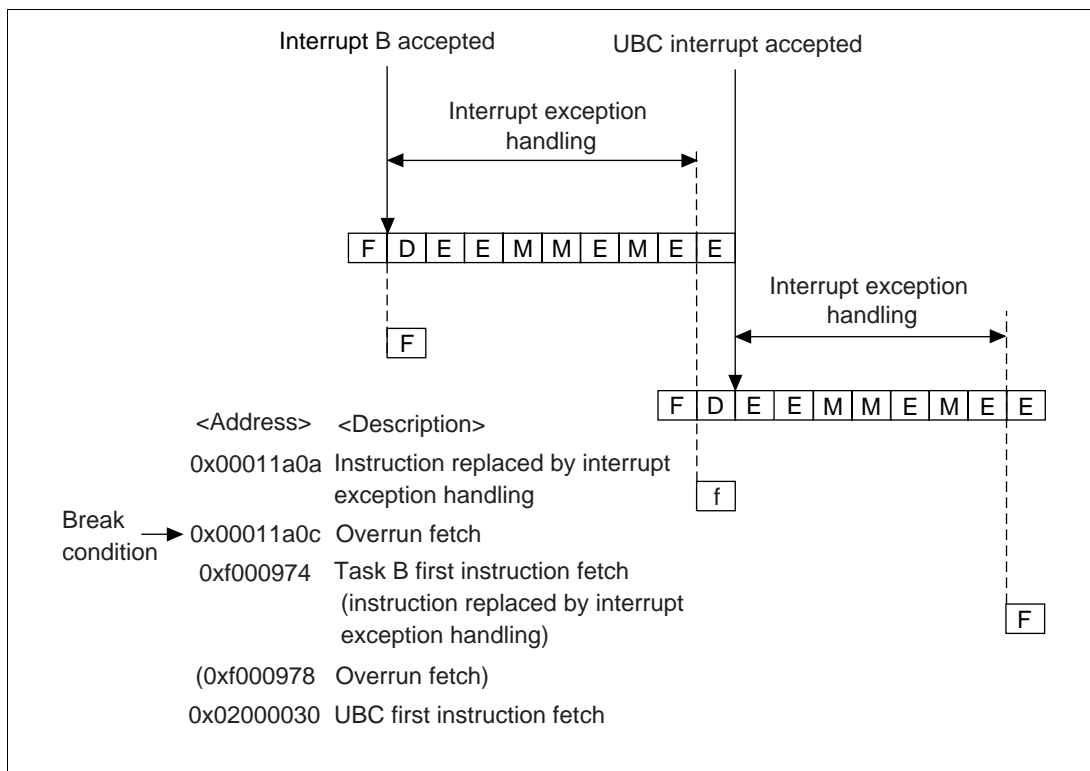 Interrupt B accepted
UBC interrupt accepted
Interrupt exception
handling
F D E E M M E M E E
Interrupt exception
handling
F
F D E E M M E M E E
<Address> <Description>
0x00011a0a Instruction replaced by interrupt
exception handling
f
Break
condition
0x00011a0c Overrun fetch
0xf000974 Task B first instruction fetch
(instruction replaced by interrupt
exception handling)
F
(0xf000978 Overrun fetch)
0x02000030 UBC first instruction fetch